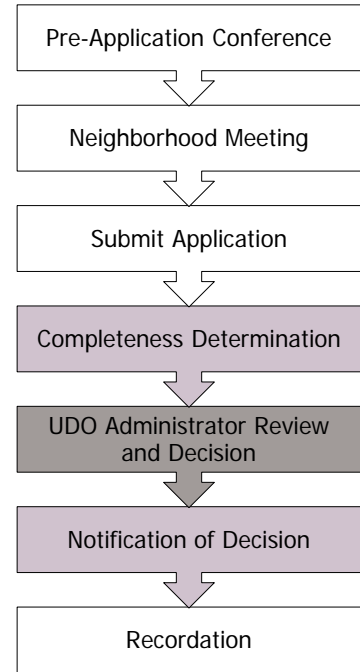 Pre-Application Conference
Neighborhood Meeting
Submit Application
Completeness Determination
UDO Administrator Review
and Decision
Notification of Decision
Recordation